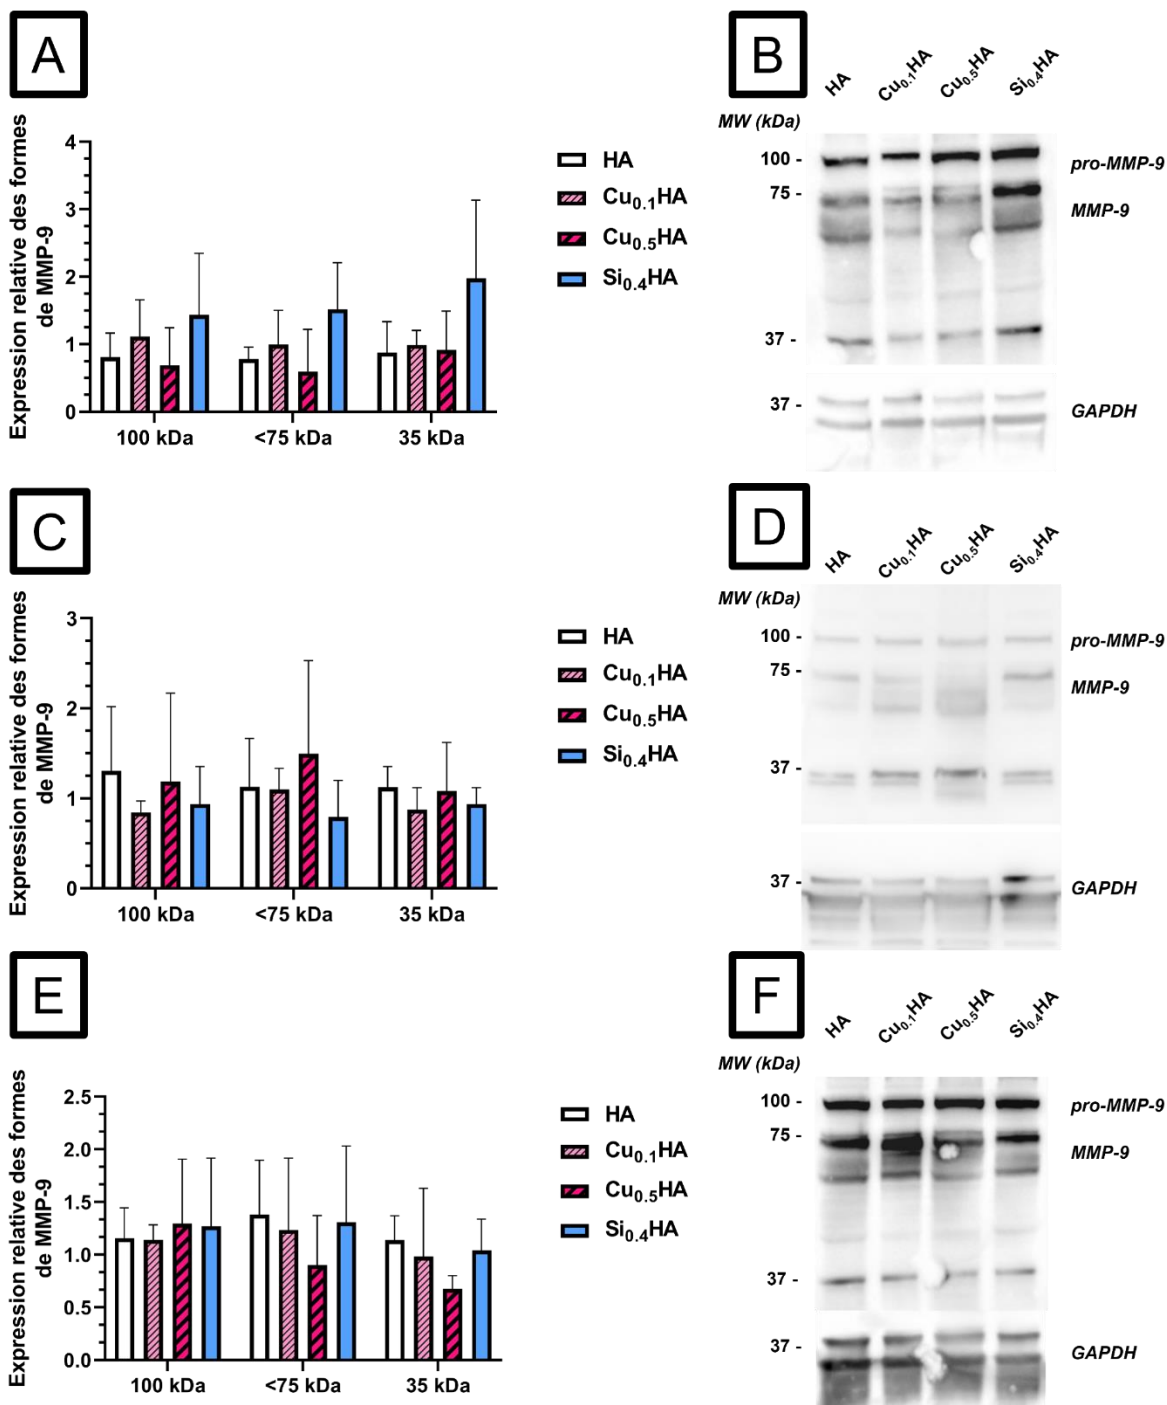 A
Expression relative des formes
de MMP-9
4
3
2
1
0
100 kDa
<75 kDa
35 kDa
HA
Cu0.1HA
Cu0.5HA
Si0.4HA
B
HA
Cu0.1HA
Cu0.5HA
Si0.4HA
MW (kDa)
100 -
pro-MMP-9
75 -
MMP-9
37 -
37 -
GAPDH
C
Expression relative des formes
de MMP-9
3
2
1
0
100 kDa
<75 kDa
35 kDa
HA
Cu0.1HA
Cu0.5HA
Si0.4HA
D
HA
Cu0.1HA
Cu0.5HA
Si0.4HA
MW (kDa)
100 -
pro-MMP-9
75 -
MMP-9
37 -
37 -
GAPDH
E
Expression relative des formes
de MMP-9
2.5
2.0
1.5
1.0
0.5
0.0
100 kDa
<75 kDa
35 kDa
HA
Cu0.1HA
Cu0.5HA
Si0.4HA
F
HA
Cu0.1HA
Cu0.5HA
Si0.4HA
MW (kDa)
100 -
pro-MMP-9
75 -
MMP-9
37 -
37 -
GAPDH